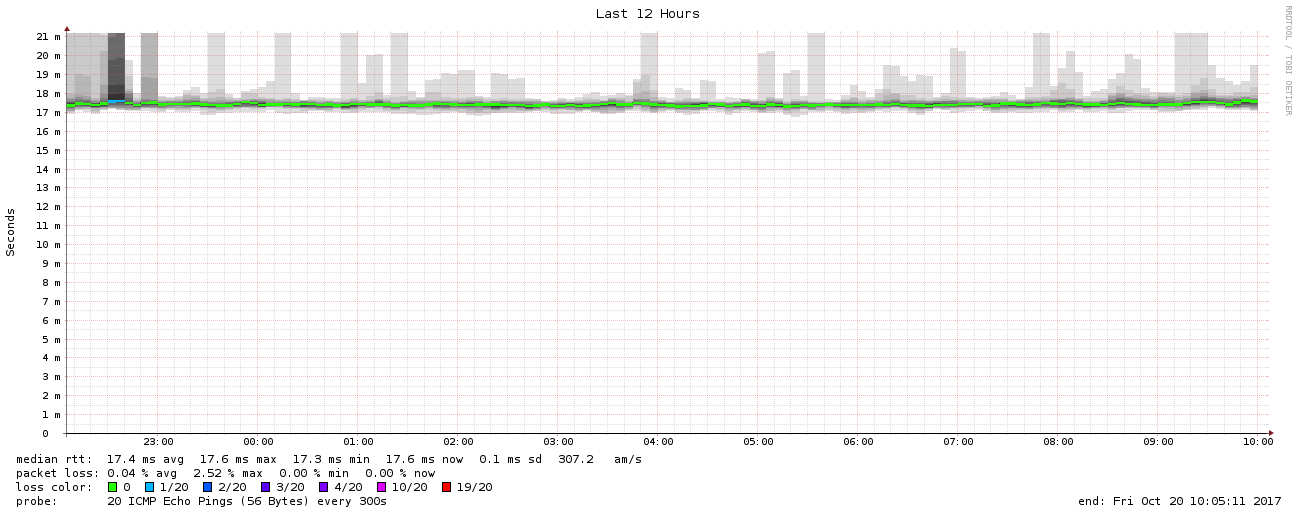 Last 12 Hours
RRDTOOL / TOBI OETIKER
Seconds
21 m
20 m
19 m
18 m
17 m
16 m
15 m
14 m
13 m
12 m
11 m
10 m
9 m
8 m
7 m
6 m
5 m
4 m
3 m
2 m
1 m
0
23:00 00:00 01:00 02:00 03:00 04:00 05:00 06:00 07:00 08:00 09:00 10:00
median rtt: 17.4 ms avg 17.6 ms max 17.3 ms min 17.6 ms now 0.1 ms sd 307.2 am/s
packet loss: 0.04 % avg 2.52 % max 0.00 % min 0.00 % now
loss color: 0 1/20 2/20 3/20 4/20 10/20 19/20
probe: 20 ICMP Echo Pings (56 Bytes) every 300s end: Fri Oct 20 10:05:11 2017